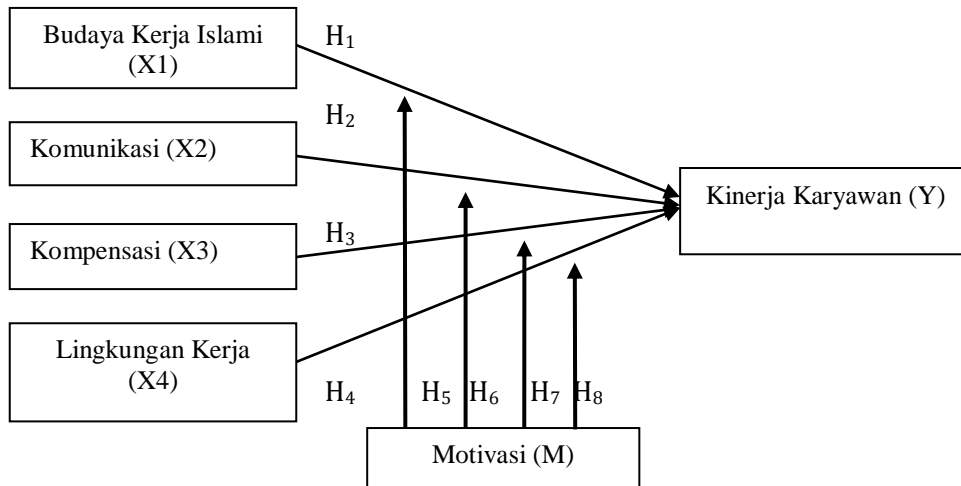 Budaya Kerja Islami
(X1)
H₁
H₂
Komunikasi (X2)
Kinerja Karyawan (Y)
Kompensasi (X3)
H₃
Lingkungan Kerja
(X4)
H₄
H₅
H₆
H₇
H₈
Motivasi (M)